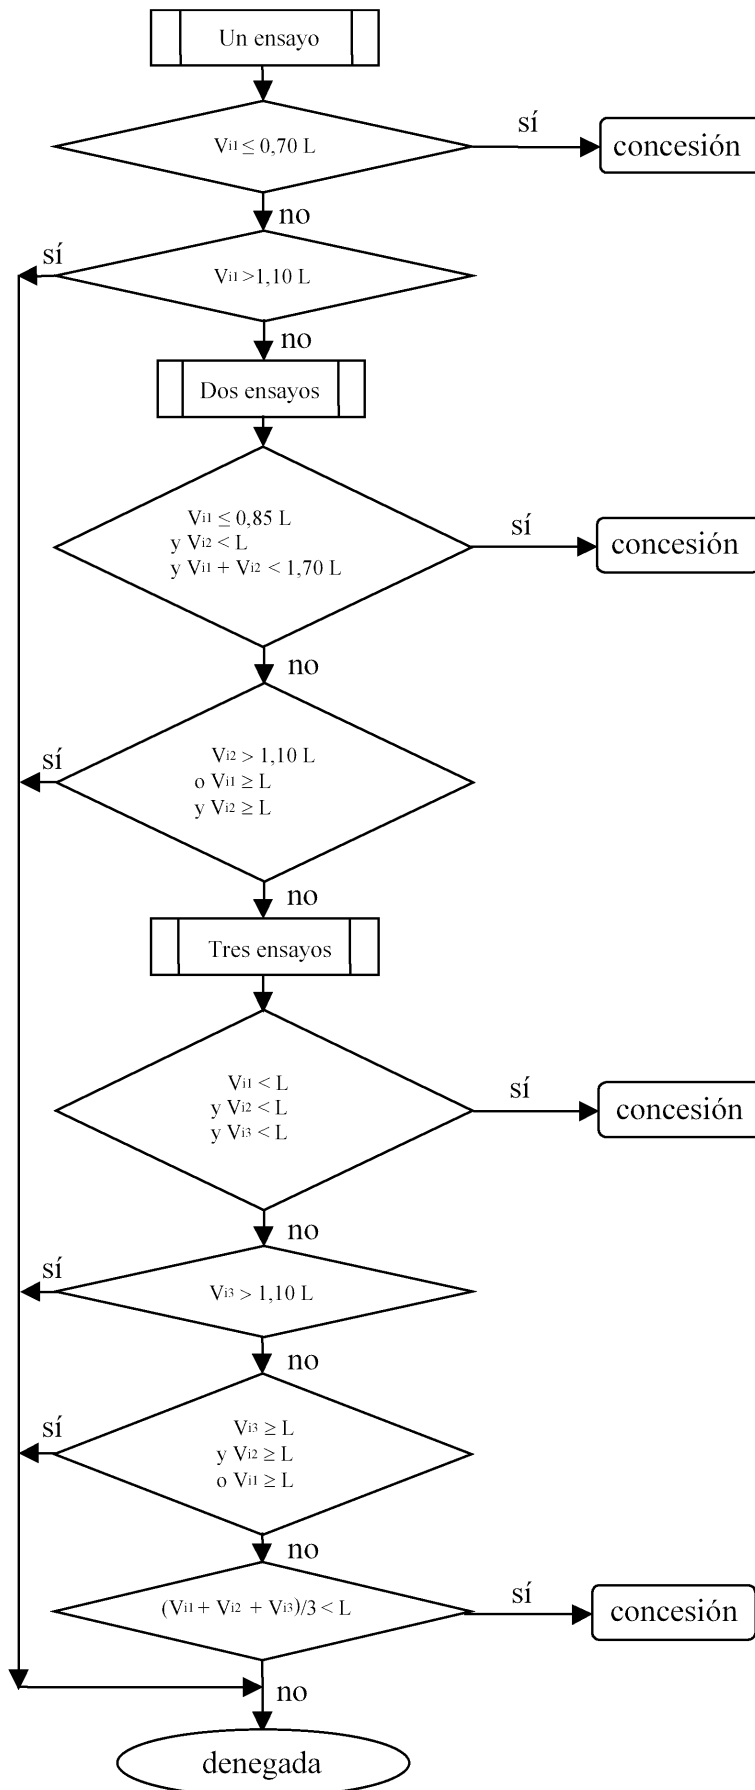 Un ensayo
Vi1 ≤ 0,70 L
sí
concesión
no
sí
Vi1 >1,10 L
no
Dos ensayos
Vi1 ≤ 0,85 L
y Vi2 < L
y Vi1 + Vi2 < 1,70 L
sí
concesión
no
sí
Vi2 > 1,10 L
o Vi1 ≥ L
y Vi2 ≥ L
no
Tres ensayos
Vi1 < L
y Vi2 < L
y Vi3 < L
sí
concesión
no
sí
Vi3 > 1,10 L
no
sí
Vi3 ≥ L
y Vi2 ≥ L
o Vi1 ≥ L
no
(Vi1 + Vi2 + Vi3)/3 < L
sí
concesión
no
denegada